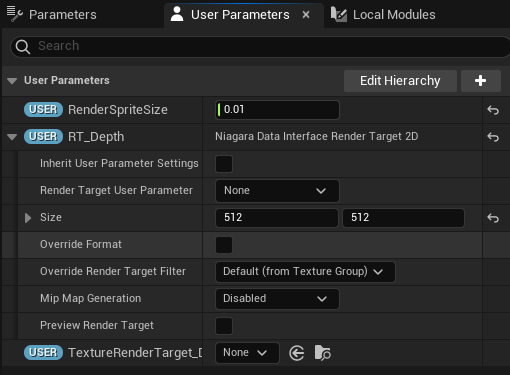 Parameters
User Parameters
Local Modules
Search
User Parameters
Edit Hierarchy
USER RenderSpriteSize 0.01
USER RT_Depth Niagara Data Interface Render Target 2D
Inherit User Parameter Settings
Render Target User Parameter None
Size 512 512
Override Format
Override Render Target Filter Default (from Texture Group)
Mip Map Generation Disabled
Preview Render Target
USER TextureRenderTarget_D None